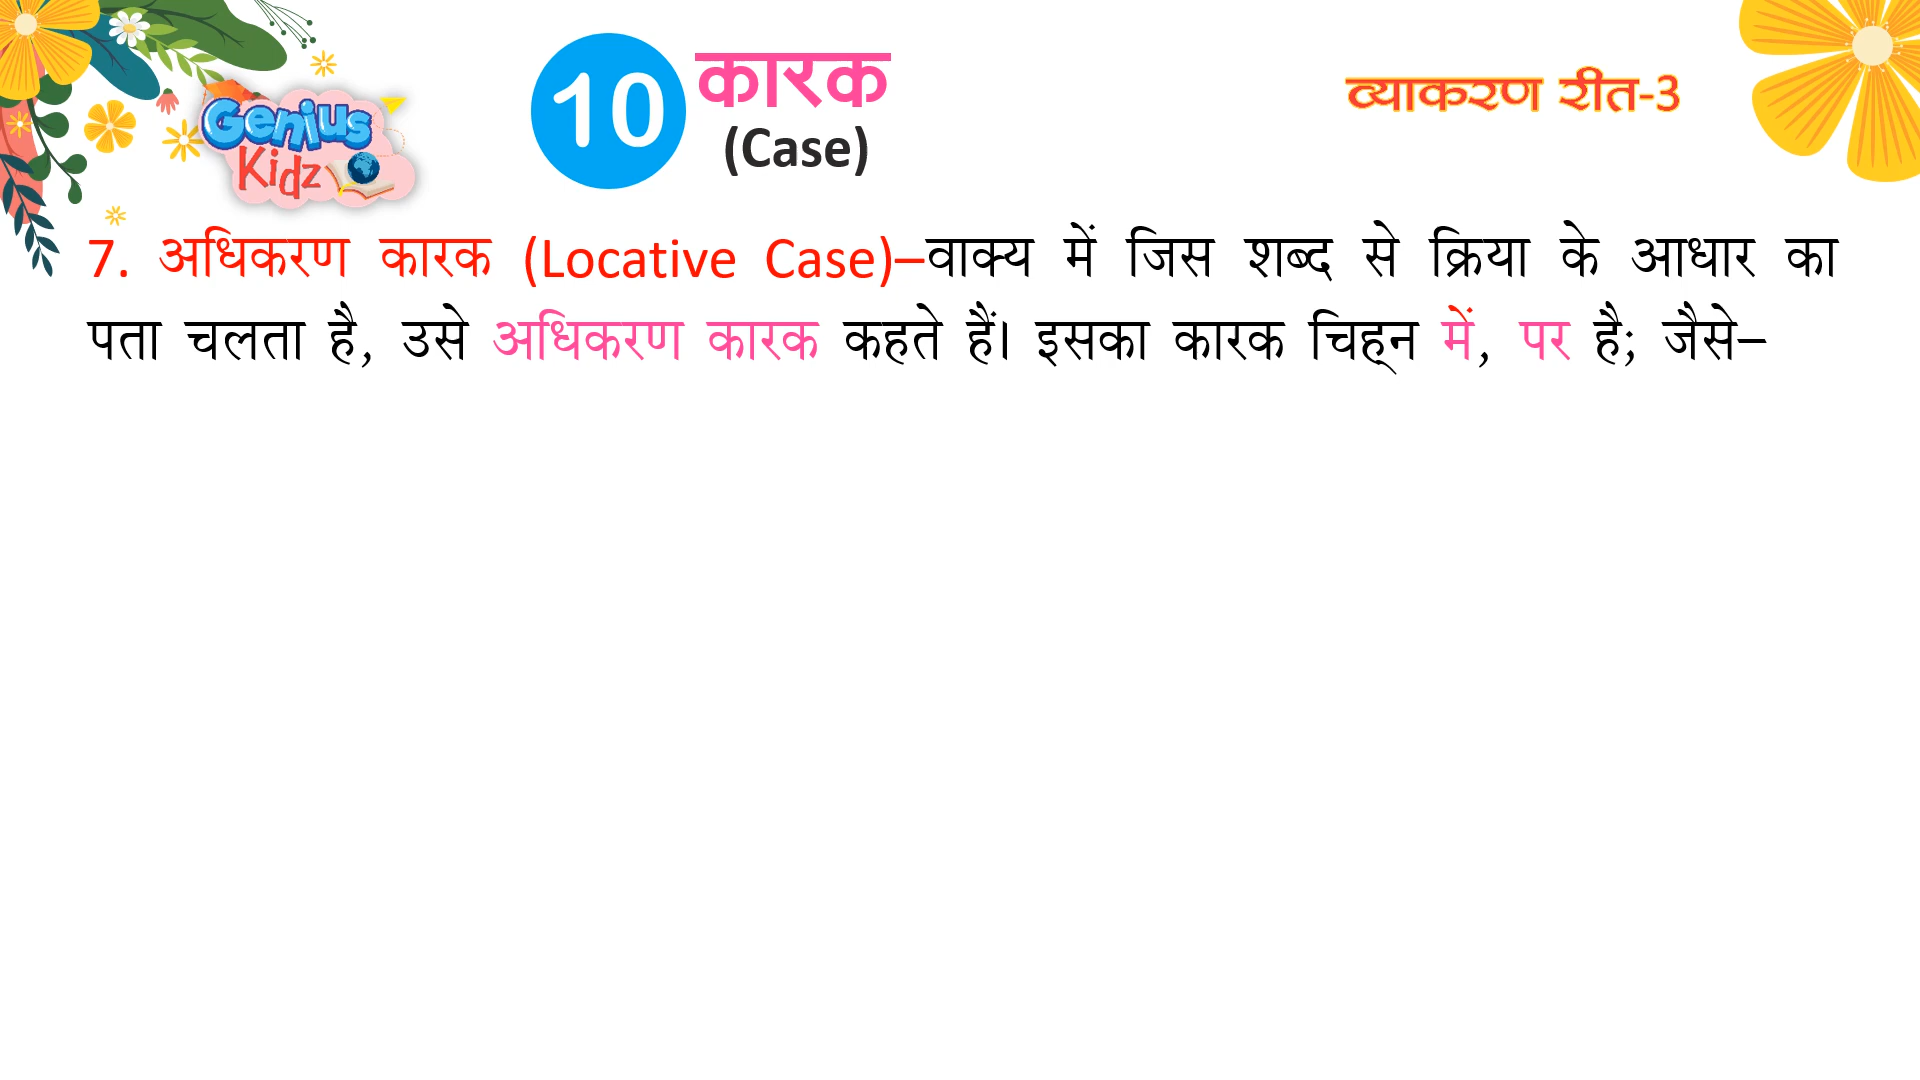 Genius
Kidz
10
कारक
(Case)
व्याकरण रीत-3
7. अधिकरण कारक (Locative Case)–वाक्य में जिस शब्द से क्रिया के आधार का
पता चलता है, उसे अधिकरण कारक कहते हैं। इसका कारक चिह्‌न में, पर है; जैसे–